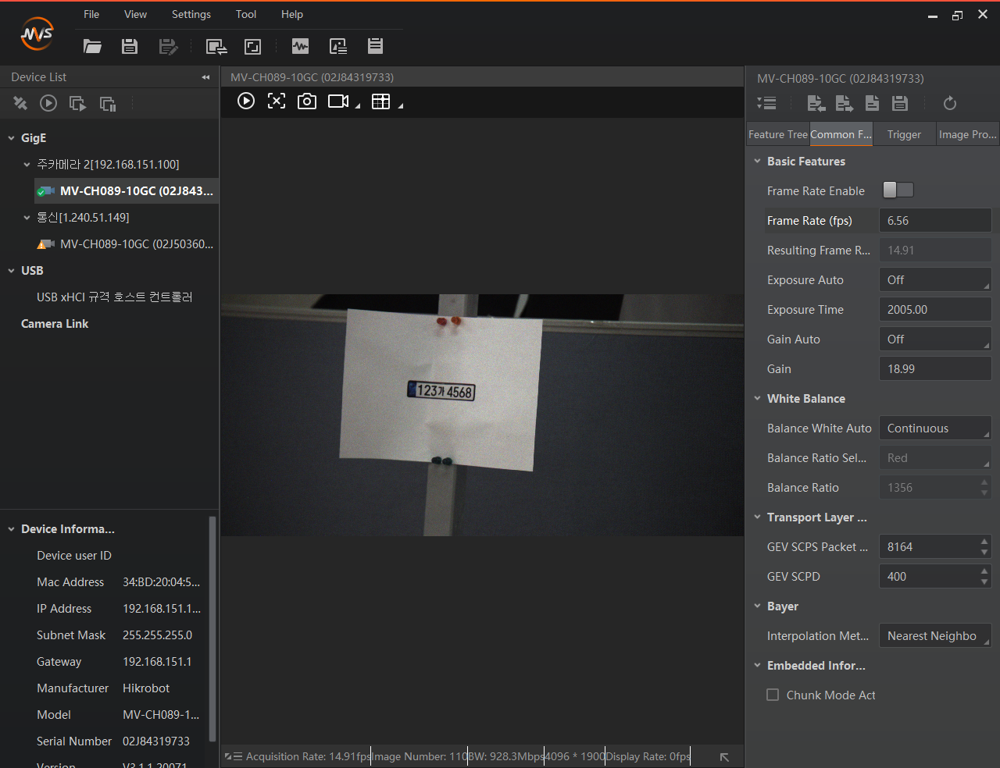 MVS
File View Settings Tool Help
Device List
GigE
주카메라 2[192.168.151.100]
MV-CH089-10GC (02J843...
통신[1.240.51.149]
MV-CH089-10GC (02J50360...
USB
USB xHCI 규격 호스트 컨트롤러
Camera Link
Device Informa...
Device user ID
Mac Address 34:BD:20:04:5...
IP Address 192.168.151.1...
Subnet Mask 255.255.255.0
Gateway 192.168.151.1
Manufacturer Hikrobot
Model MV-CH089-1...
Serial Number 02J84319733
Version V3.1.1 20071
MV-CH089-10GC (02J84319733)
123가 4568
Acquisition Rate: 14.91fps Image Number: 110 BW: 928.3Mbps 4096 * 1900 Display Rate: 0fps
MV-CH089-10GC (02J84319733)
Feature Tree Common F... Trigger Image Pro...
Basic Features
Frame Rate Enable
Frame Rate (fps) 6.56
Resulting Frame R... 14.91
Exposure Auto Off
Exposure Time 2005.00
Gain Auto Off
Gain 18.99
White Balance
Balance White Auto Continuous
Balance Ratio Sel... Red
Balance Ratio 1356
Transport Layer ...
GEV SCPS Packet ... 8164
GEV SCPD 400
Bayer
Interpolation Met... Nearest Neighbo
Embedded Infor...
Chunk Mode Act